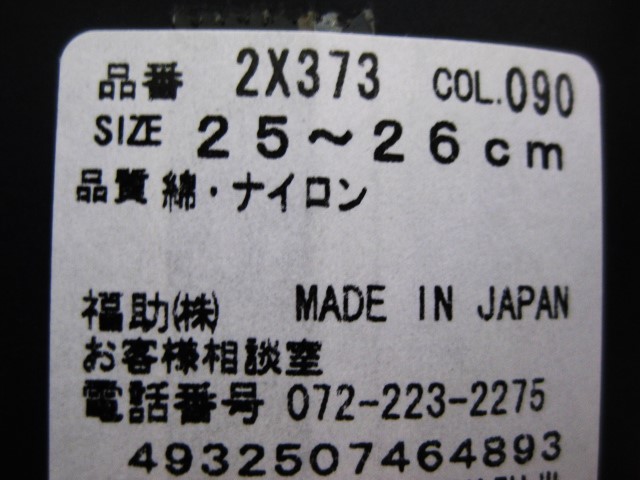 品番 2X373 COL.090
SIZE 25~26cm
品質 綿・ナイロン
福助(株) MADE IN JAPAN
お客様相談室
電話番号 072-223-2275
4932507464893